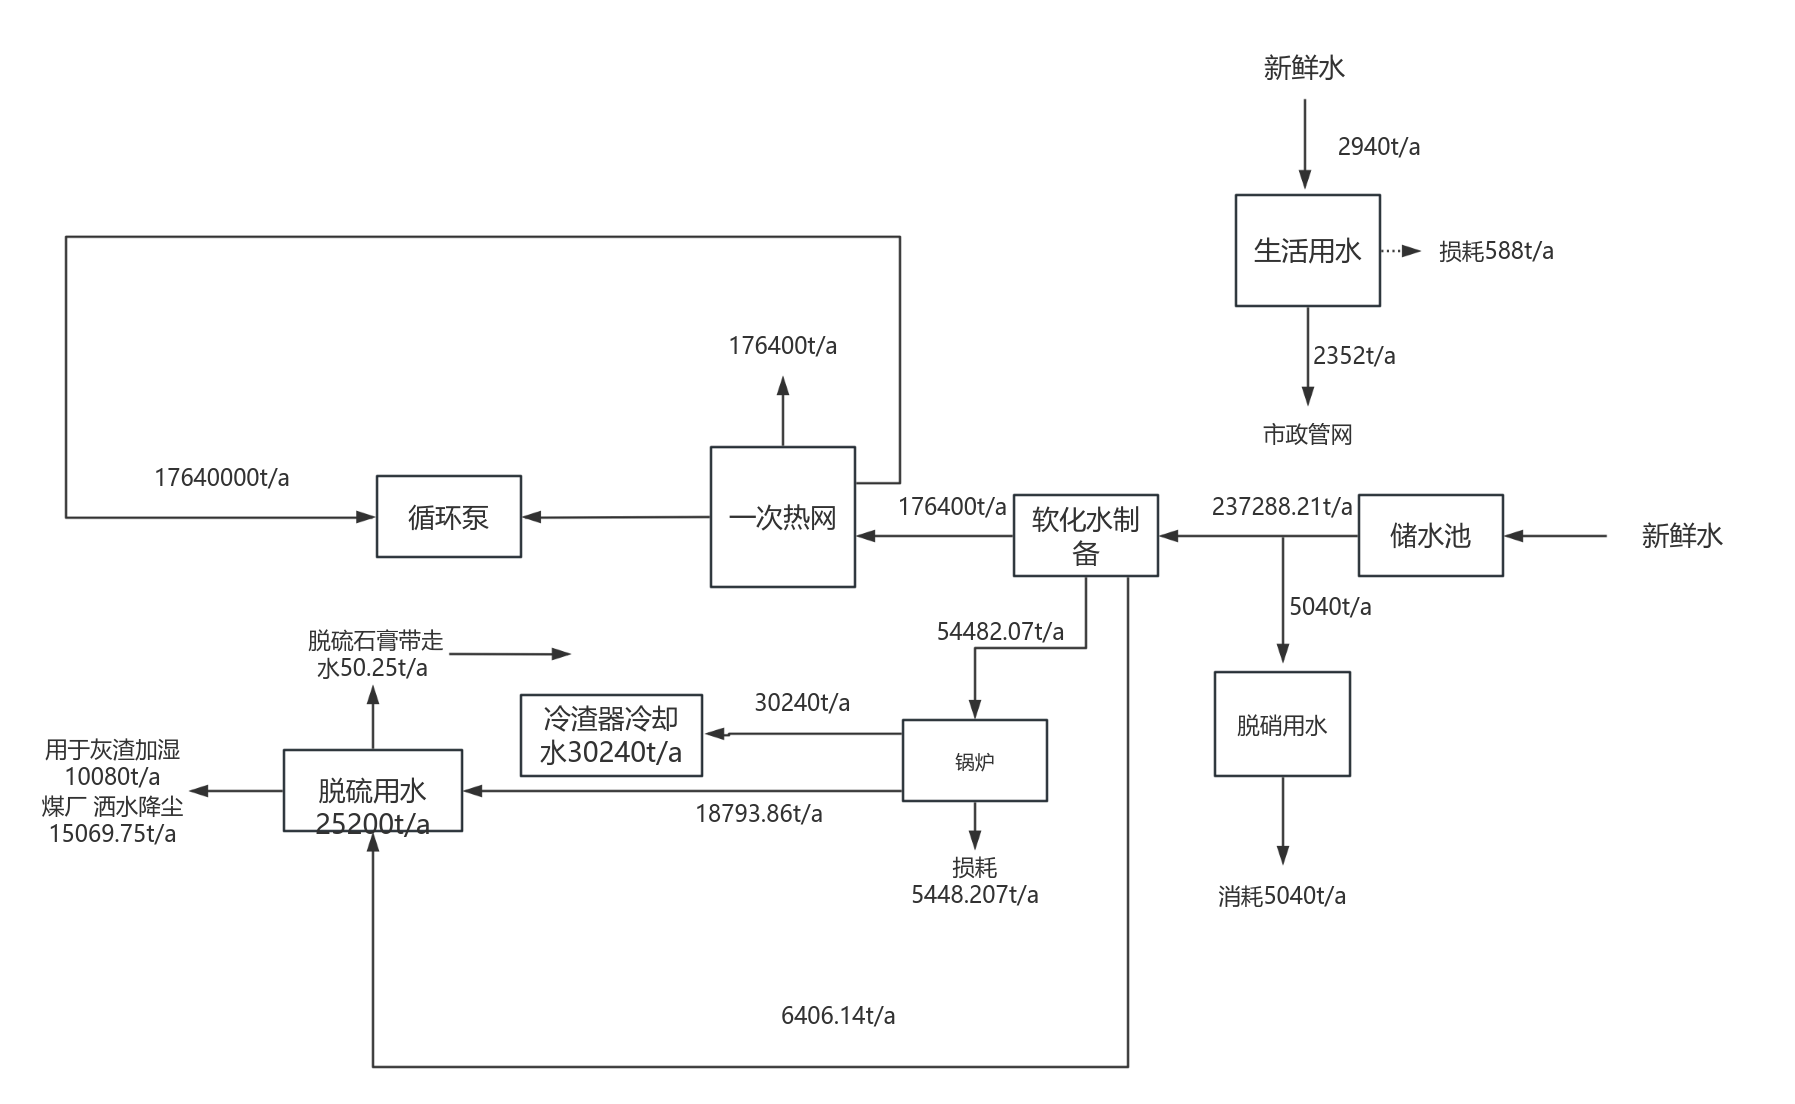 新鲜水
2940t/a
生活用水
损耗588t/a
2352t/a
市政管网
176400t/a
17640000t/a
循环泵
一次热网
176400t/a
软化水制
备
237288.21t/a
储水池
新鲜水
5040t/a
54482.07t/a
脱硫石膏带走
水50.25t/a
30240t/a
冷渣器冷却
水30240t/a
锅炉
脱硝用水
用于灰渣加湿
10080t/a
煤厂 洒水降尘
15069.75t/a
脱硫用水
25200t/a
18793.86t/a
损耗
5448.207t/a
消耗5040t/a
6406.14t/a